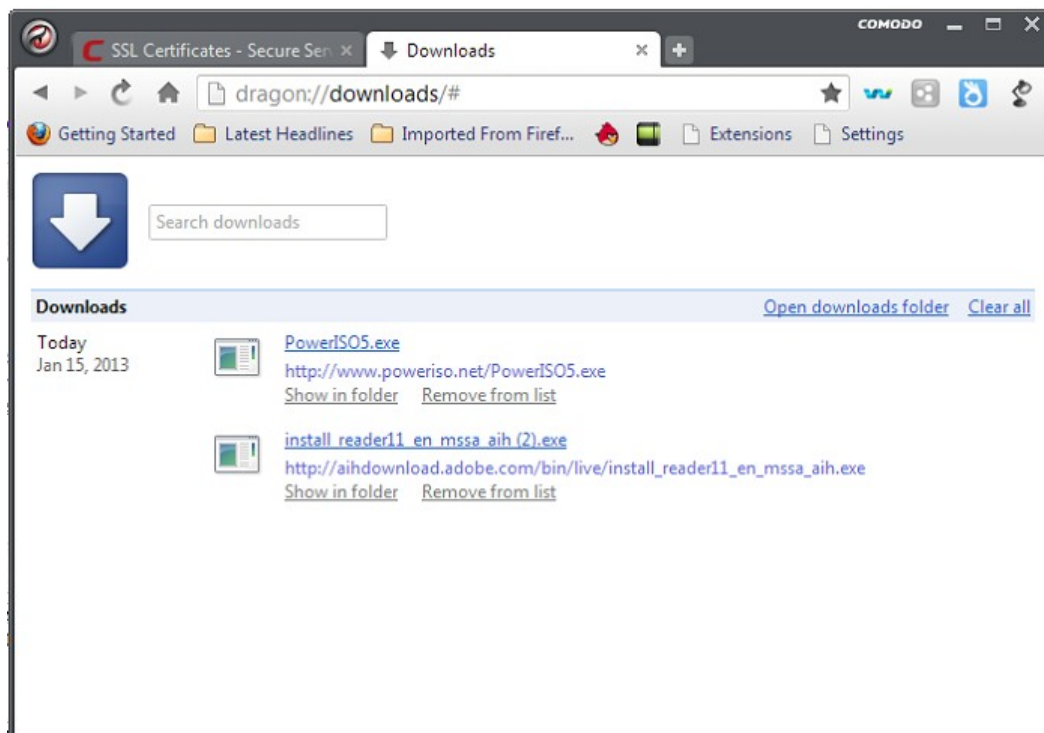 COMODO
SSL Certificates - Secure Ser
Downloads
dragon://downloads/#
Getting Started Latest Headlines Imported From Firef... Extensions Settings
Search downloads
Downloads Open downloads folder Clear all
Today PowerISO5.exe
Jan 15, 2013 http://www.poweriso.net/PowerISO5.exe
Show in folder Remove from list
install_reader11_en_mssa_aih (2).exe
http://aihdownload.adobe.com/bin/live/install_reader11_en_mssa_aih.exe
Show in folder Remove from list